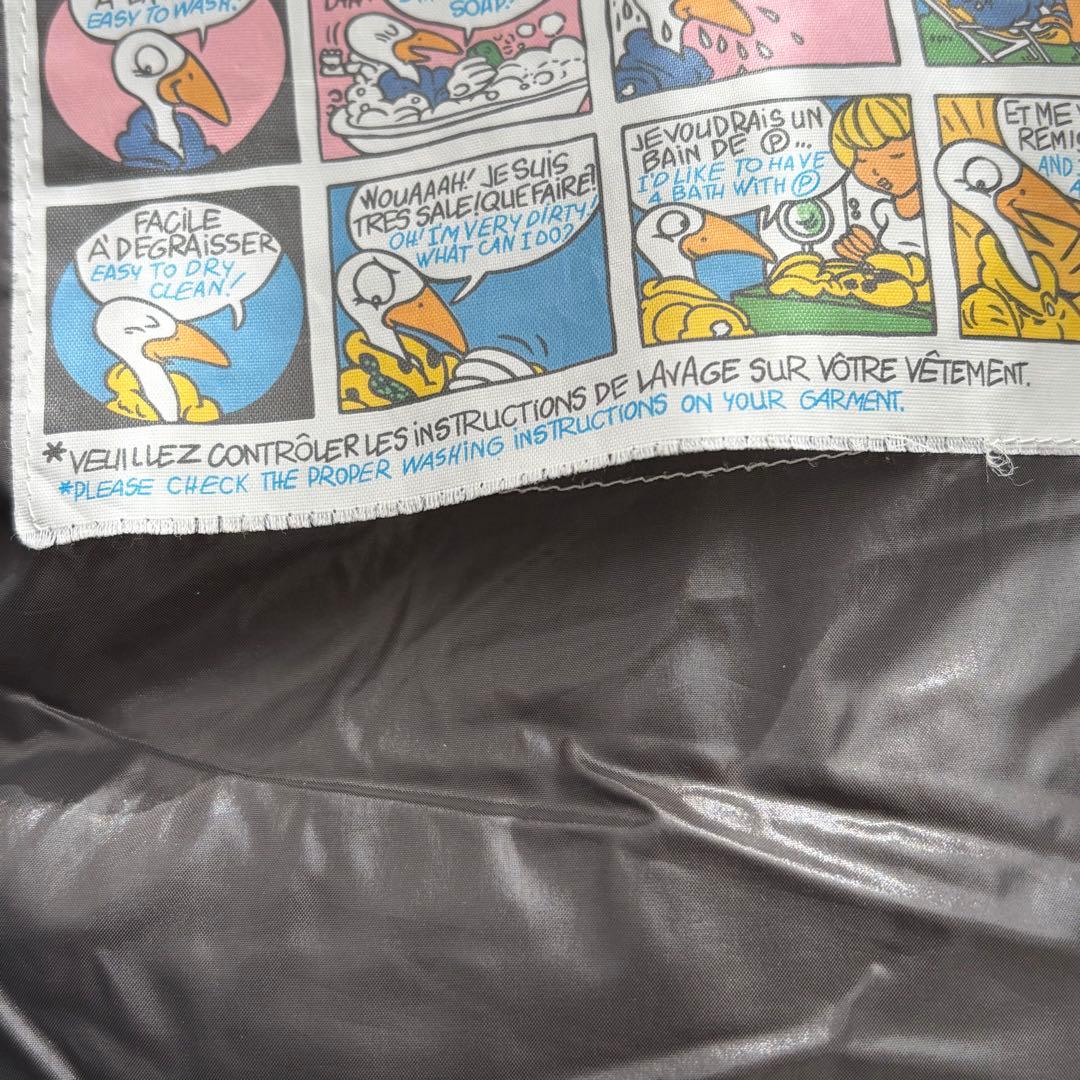 EASY TO WASH!
SOAP!
FACILE
À DEGRAISSER
EASY TO DRY
CLEAN!
WOUAAAH! JE SUIS
TRES SALE! QUE FAIRE?
OH! I'M VERY DIRTY!
WHAT CAN I DO?
JE VOUDRAIS UN
BAIN DE Ⓟ...
I'D LIKE TO HAVE
A BATH WITH Ⓟ
ET ME
REMIS
AND
*VEUILLEZ CONTRÔLER LES INSTRUCTIONS DE LAVAGE SUR VÔTRE VÊTEMENT.
*PLEASE CHECK THE PROPER WASHING INSTRUCTIONS ON YOUR GARMENT.